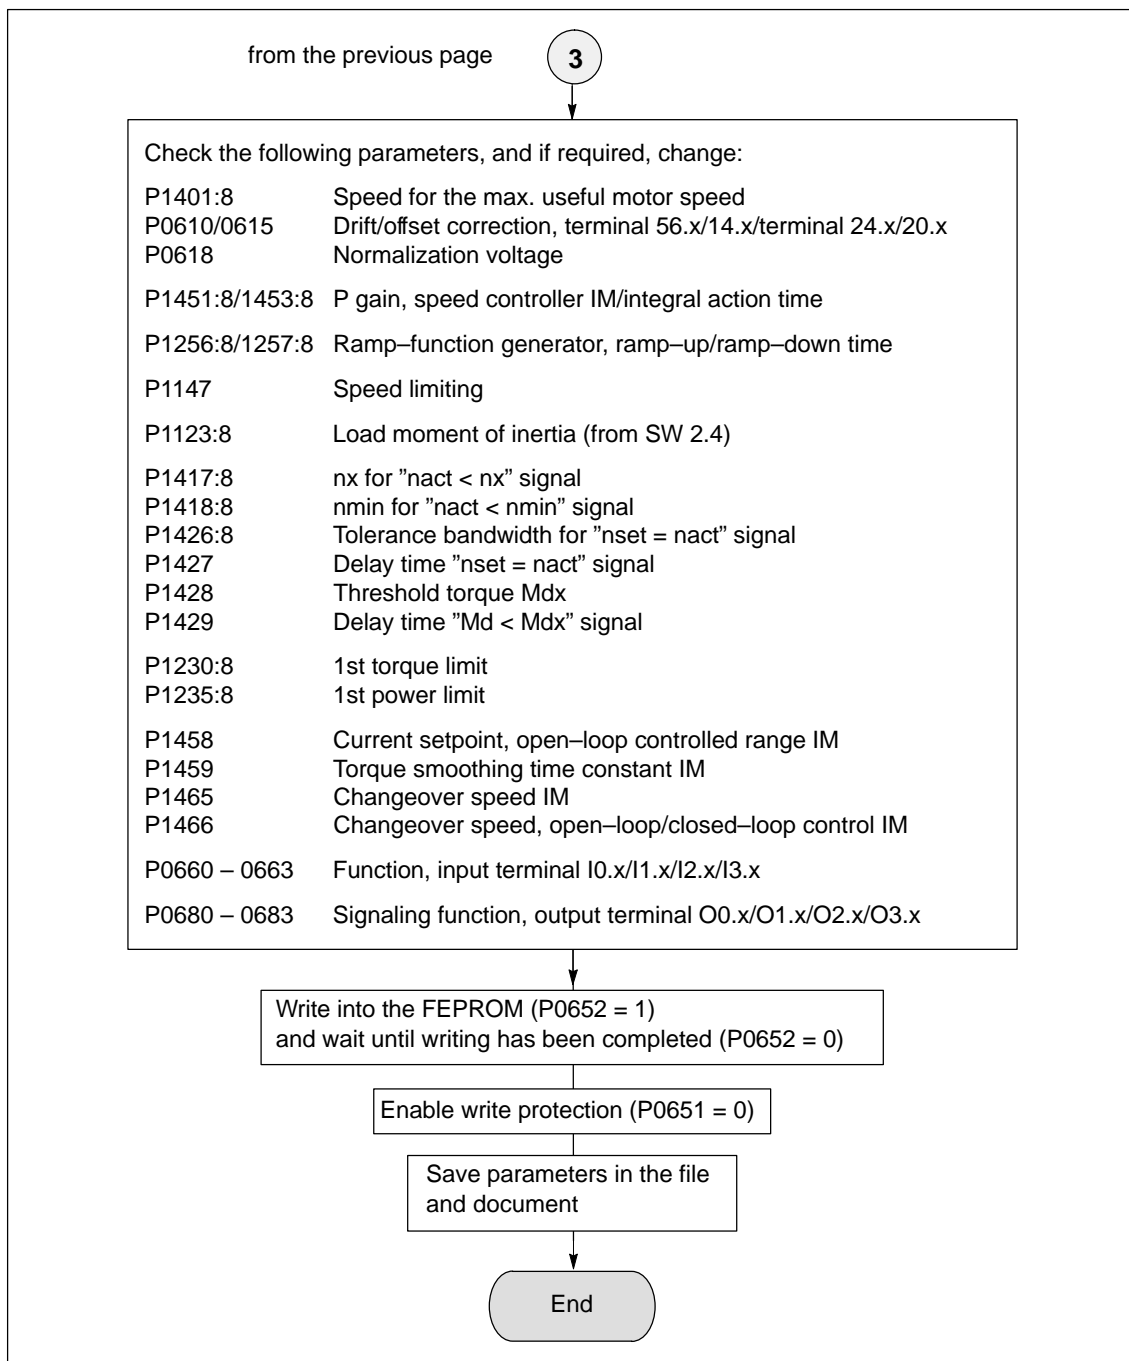 from the previous page 3
Check the following parameters, and if required, change:
P1401:8 Speed for the max. useful motor speed
P0610/0615 Drift/offset correction, terminal 56.x/14.x/terminal 24.x/20.x
P0618 Normalization voltage
P1451:8/1453:8 P gain, speed controller IM/integral action time
P1256:8/1257:8 Ramp–function generator, ramp–up/ramp–down time
P1147 Speed limiting
P1123:8 Load moment of inertia (from SW 2.4)
P1417:8 nx for ”nact < nx” signal
P1418:8 nmin for ”nact < nmin” signal
P1426:8 Tolerance bandwidth for ”nset = nact” signal
P1427 Delay time ”nset = nact” signal
P1428 Threshold torque Mdx
P1429 Delay time ”Md < Mdx” signal
P1230:8 1st torque limit
P1235:8 1st power limit
P1458 Current setpoint, open–loop controlled range IM
P1459 Torque smoothing time constant IM
P1465 Changeover speed IM
P1466 Changeover speed, open–loop/closed–loop control IM
P0660 – 0663 Function, input terminal I0.x/I1.x/I2.x/I3.x
P0680 – 0683 Signaling function, output terminal O0.x/O1.x/O2.x/O3.x
Write into the FEPROM (P0652 = 1)
and wait until writing has been completed (P0652 = 0)
Enable write protection (P0651 = 0)
Save parameters in the file
and document
End